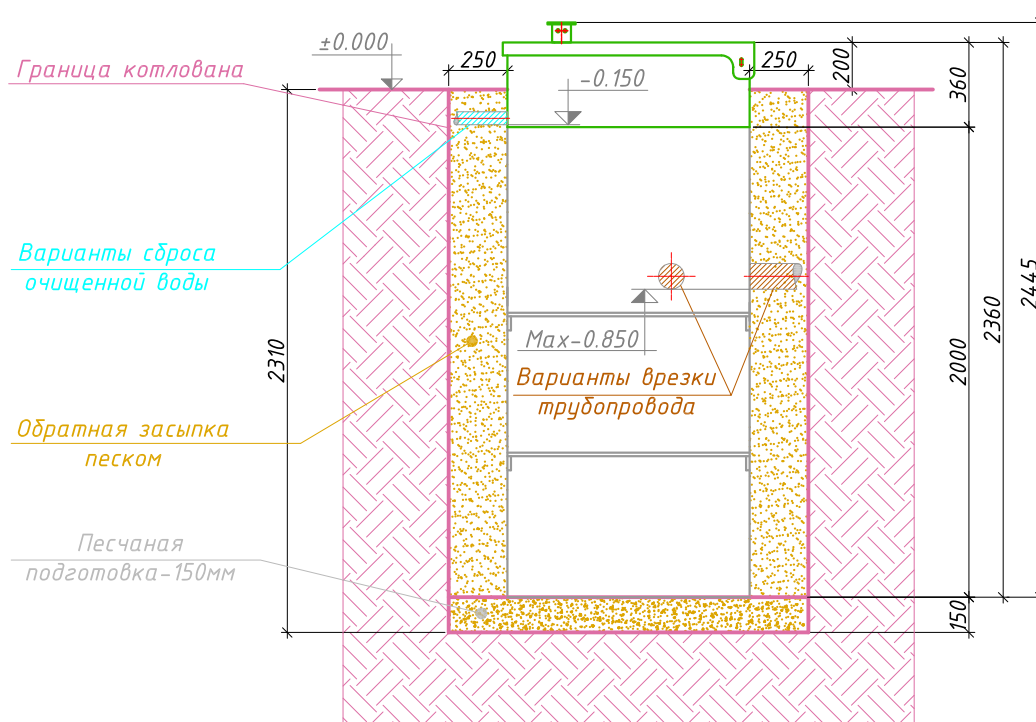 ±0.000
Граница котлована
250
-0.150
250
200
360
Варианты сброса
очищенной воды
2445
2360
2310
Max-0.850
2000
Варианты врезки
трубопровода
Обратная засыпка
песком
Песчаная
подготовка-150мм
150